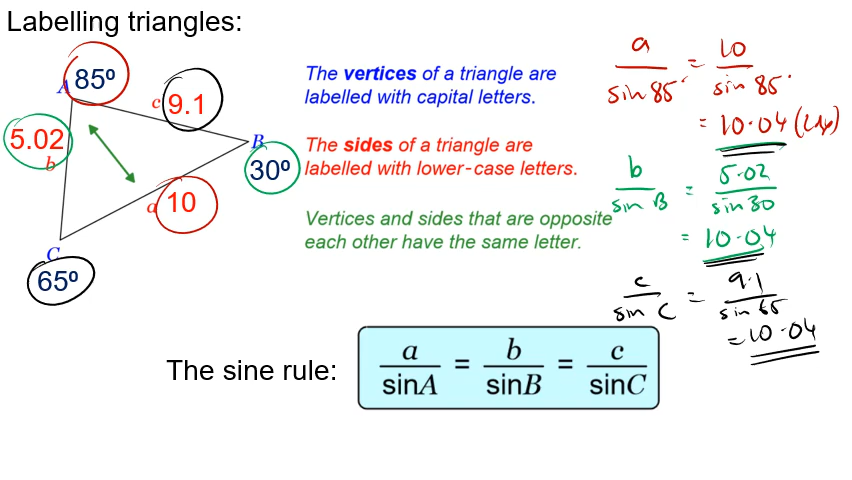 Labelling triangles:
A 85º
c 9.1
5.02
b
B
30º
a 10
C
65º
The vertices of a triangle are
labelled with capital letters.
The sides of a triangle are
labelled with lower-case letters.
Vertices and sides that are opposite
each other have the same letter.
The sine rule:
a/sinA = b/sinB = c/sinC
a/sin 85° = 10/sin 85°
= 10.04 (2dp)
b/sin B = 5.02/sin 30
= 10.04
c/sin C = 9.1/sin 65
= 10.04